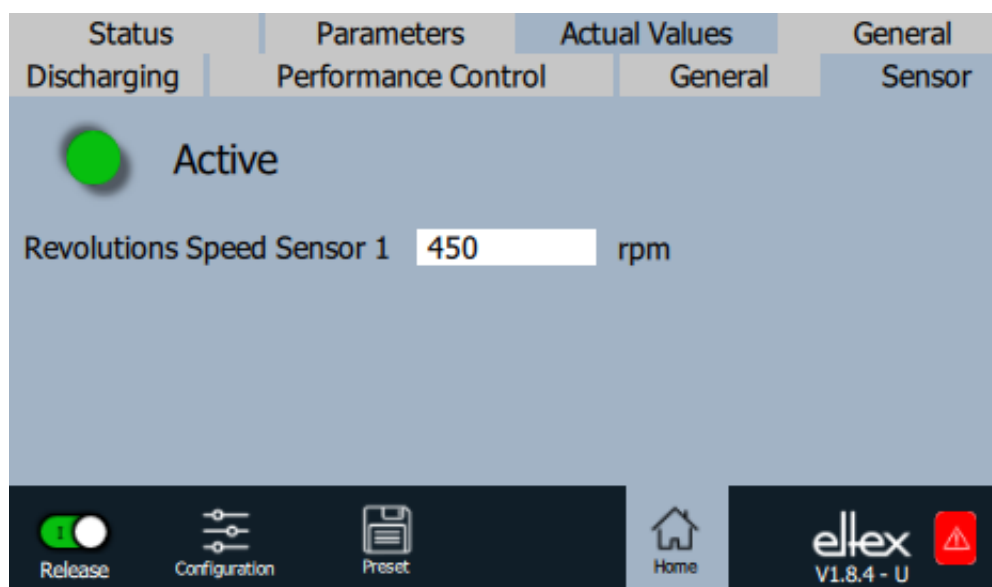 Status Parameters Actual Values General
Discharging Performance Control General Sensor
Active
Revolutions Speed Sensor 1 450 rpm
I
Release Configuration Preset Home eltex
V1.8.4 - U